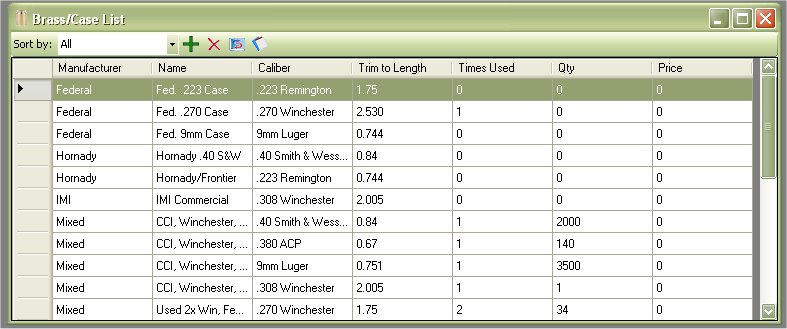 Brass/Case List
Sort by: All
Manufacturer Name Caliber Trim to Length Times Used Qty Price
Federal Fed. .223 Case .223 Remington 1.75 0 0 0
Federal Fed. .270 Case .270 Winchester 2.530 1 0 0
Federal Fed. 9mm Case 9mm Luger 0.744 0 0 0
Hornady Hornady .40 S&W .40 Smith & Wess... 0.84 0 0 0
Hornady Hornady/Frontier .223 Remington 0.744 0 0 0
IMI IMI Commercial .308 Winchester 2.005 0 0 0
Mixed CCI, Winchester, ... .40 Smith & Wess... 0.84 1 2000 0
Mixed CCI, Winchester, ... .380 ACP 0.67 1 140 0
Mixed CCI, Winchester, ... 9mm Luger 0.751 1 3500 0
Mixed CCI, Winchester, ... .308 Winchester 2.005 1 1 0
Mixed Used 2x Win, Fe... .270 Winchester 1.75 2 34 0